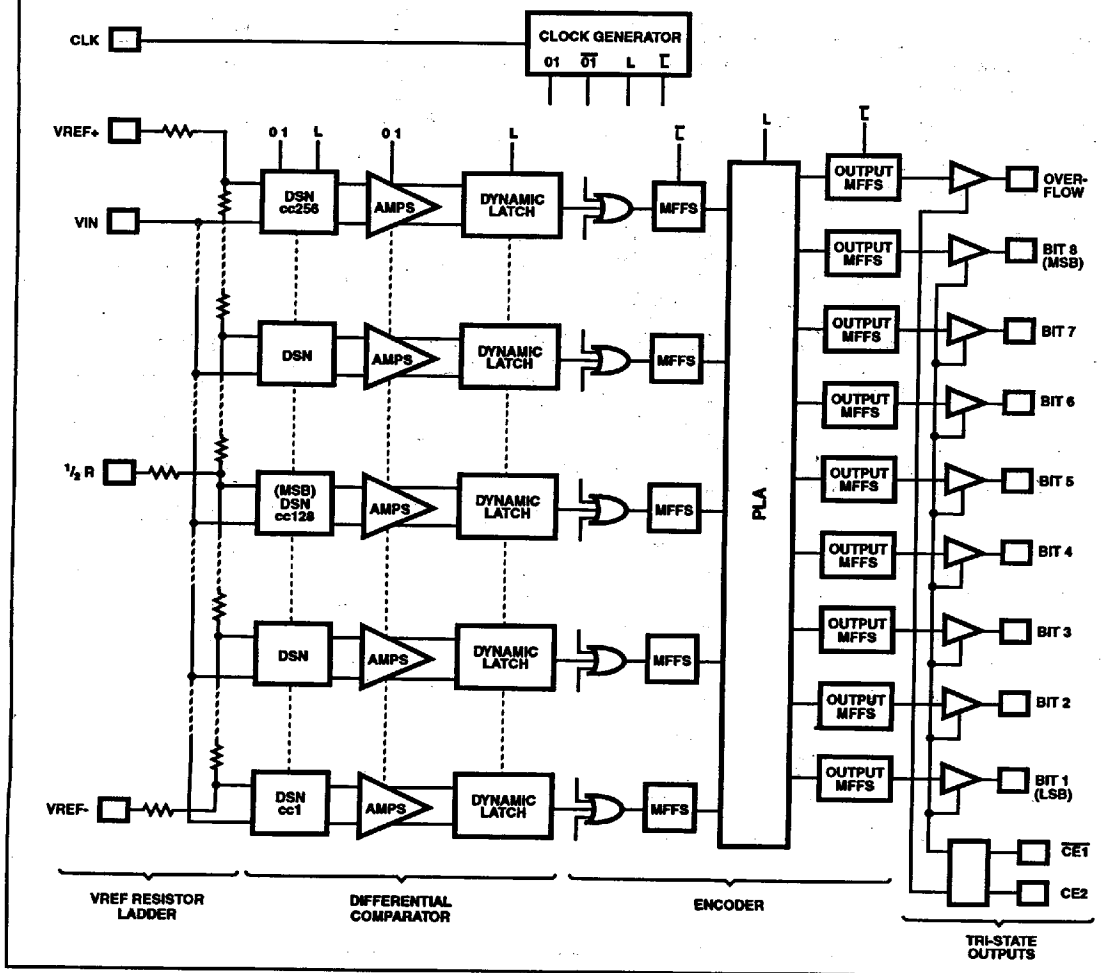 CLK
CLOCK GENERATOR
01 01 L L
VREF+
01 L
01
L
L
L
L
VIN
DSN
cc256
AMPS
DYNAMIC
LATCH
MFFS
OUTPUT
MFFS
OVER-
FLOW
OUTPUT
MFFS
BIT 8
(MSB)
DSN
AMPS
DYNAMIC
LATCH
MFFS
OUTPUT
MFFS
BIT 7
OUTPUT
MFFS
BIT 6
1/2 R
(MSB)
DSN
cc128
AMPS
DYNAMIC
LATCH
MFFS
PLA
OUTPUT
MFFS
BIT 5
OUTPUT
MFFS
BIT 4
DSN
AMPS
DYNAMIC
LATCH
MFFS
OUTPUT
MFFS
BIT 3
OUTPUT
MFFS
BIT 2
VREF-
DSN
cc1
AMPS
DYNAMIC
LATCH
MFFS
OUTPUT
MFFS
BIT 1
(LSB)
CE1
CE2
VREF RESISTOR
LADDER
DIFFERENTIAL
COMPARATOR
ENCODER
TRI-STATE
OUTPUTS